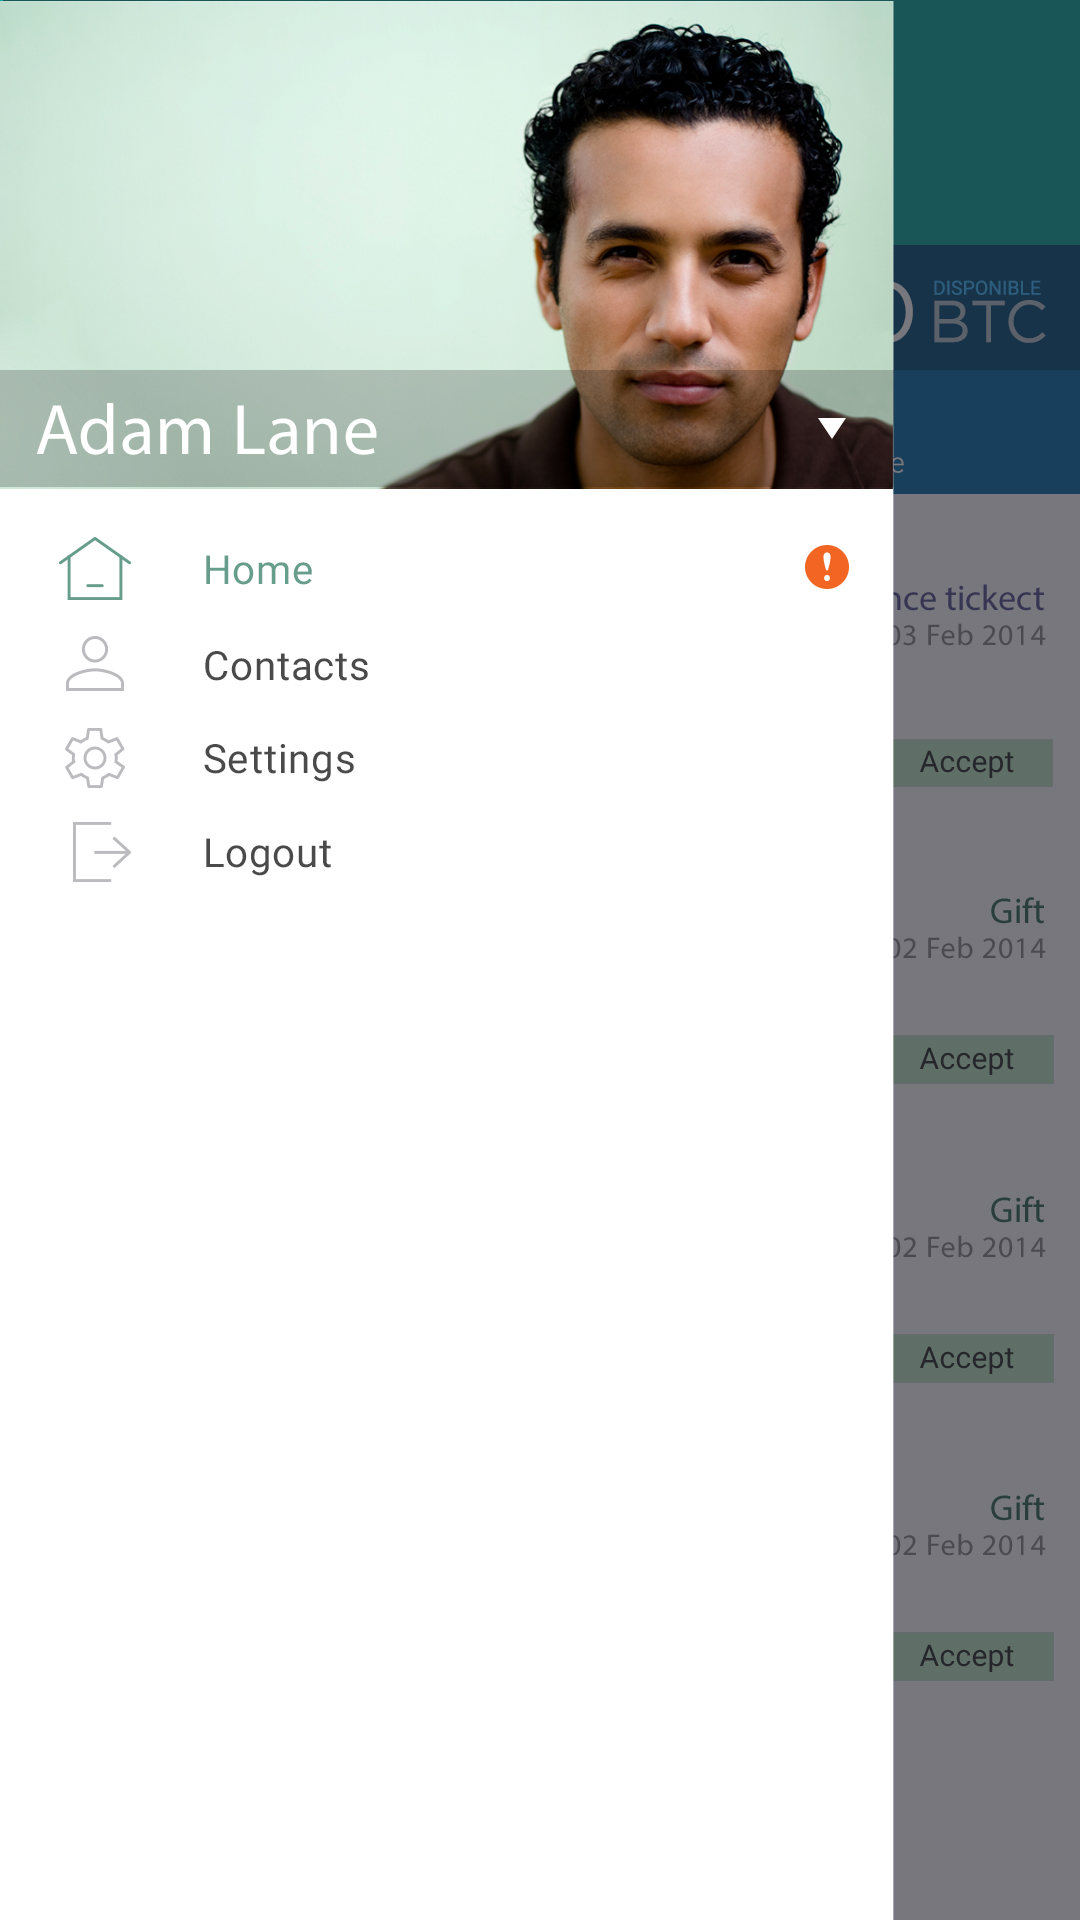 Adam Lane
Home
Contacts
Settings
Logout
DISPONIBLE
BTC
tickect
03 Feb 2014
Accept
Gift
02 Feb 2014
Accept
Gift
02 Feb 2014
Accept
Gift
02 Feb 2014
Accept